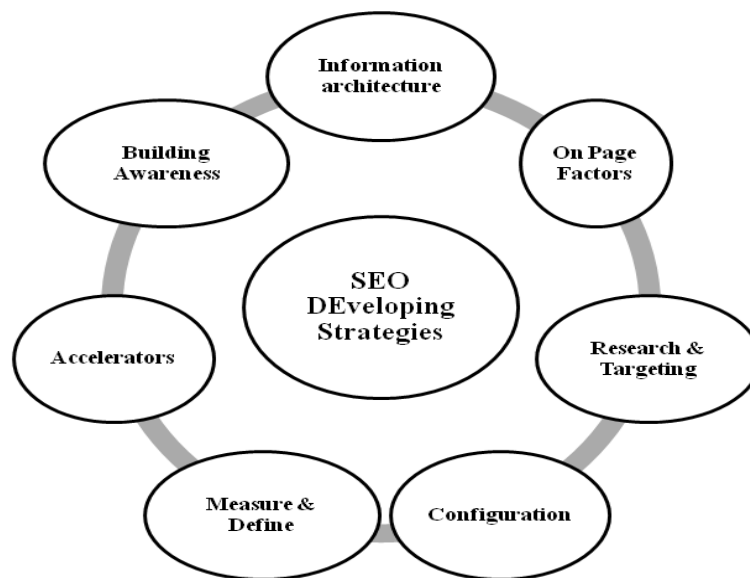 Information
architecture
On Page
Factors
Research &
Targeting
Configuration
Measure &
Define
Accelerators
Building
Awareness
SEO
DEveloping
Strategies